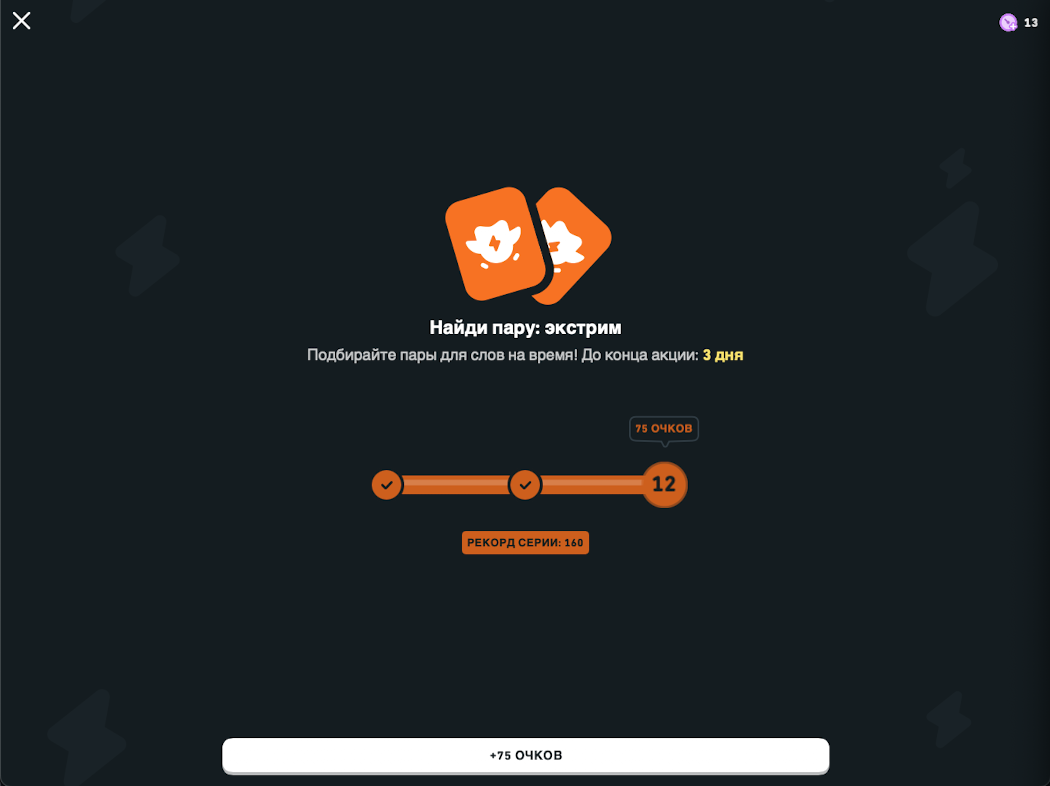 13
Найди пару: экстрим
Подбирайте пары для слов на время! До конца акции: 3 дня
75 ОЧКОВ
12
РЕКОРД СЕРИИ: 160
+75 ОЧКОВ